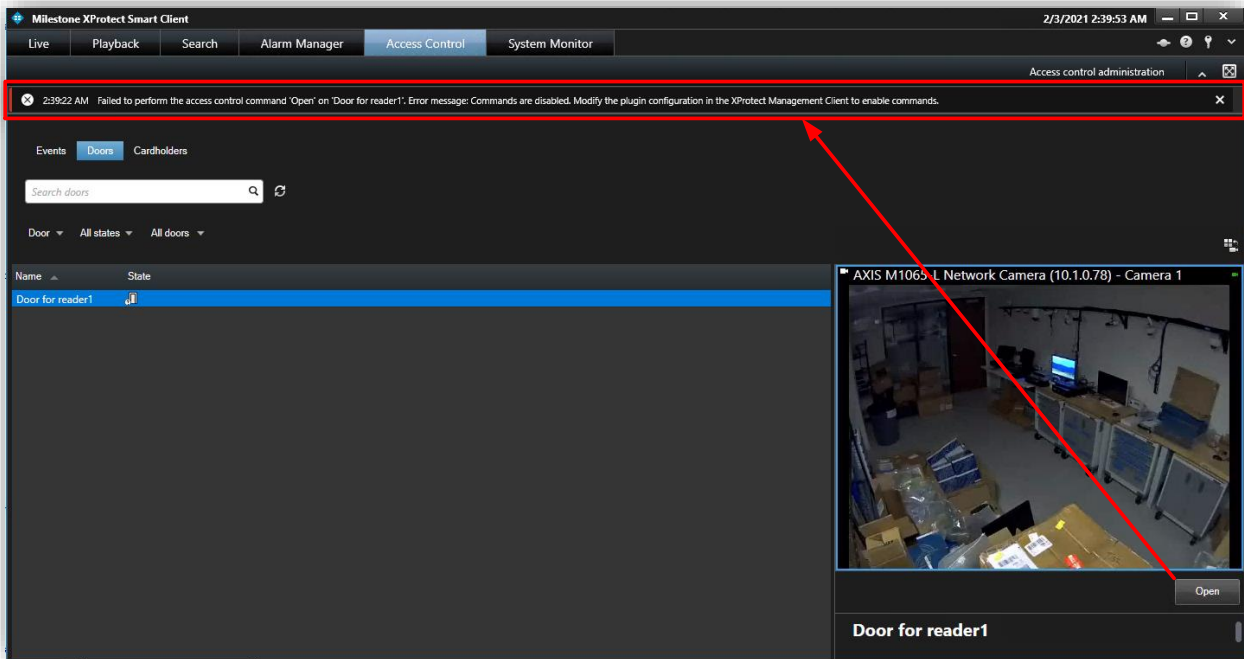 Milestone XProtect Smart Client
2/3/2021 2:39:53 AM
Live Playback Search Alarm Manager Access Control System Monitor
Access control administration
2:39:22 AM Failed to perform the access control command 'Open' on 'Door for reader1'. Error message: Commands are disabled. Modify the plugin configuration in the XProtect Management Client to enable commands.
Events Doors Cardholders
Search doors
Door All states All doors
Name State
Door for reader1
AXIS M1065-L Network Camera (10.1.0.78) - Camera 1
Open
Door for reader1